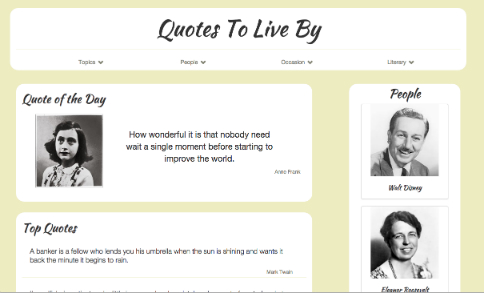 Quotes To Live By
Topics People Occasion Literary
Quote of the Day
How wonderful it is that nobody need
wait a single moment before starting to
improve the world.
Anne Frank
Top Quotes
A banker is a fellow who lends you his umbrella when the sun is shining and wants it
back the minute it begins to rain.
Mark Twain
People
Walt Disney
Eleanor Roosevelt